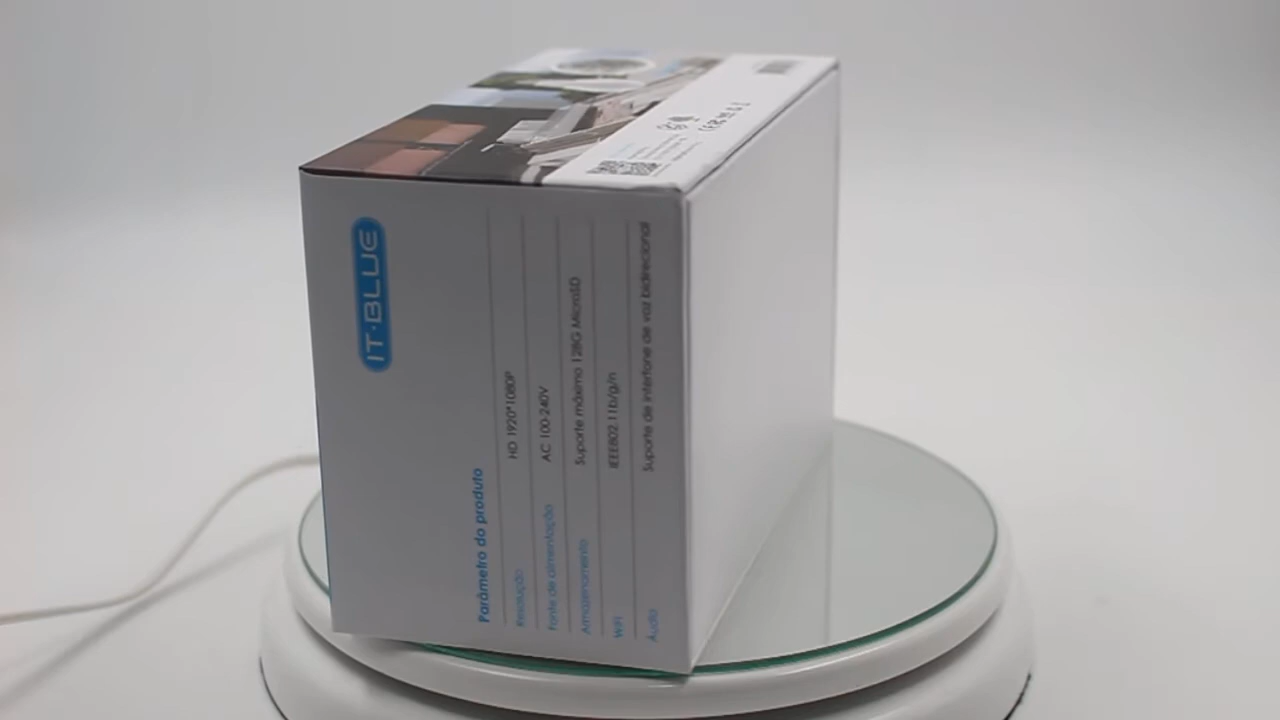 IT·BLUE
Parâmetro do produto
Resolução HD 1920*1080P
Fonte de alimentação AC 100-240V
Armazenamento Suporte máximo 128G MicroSD
WiFi IEEE802.11b/g/n
Áudio Suporte de interfone de voz bidirecional